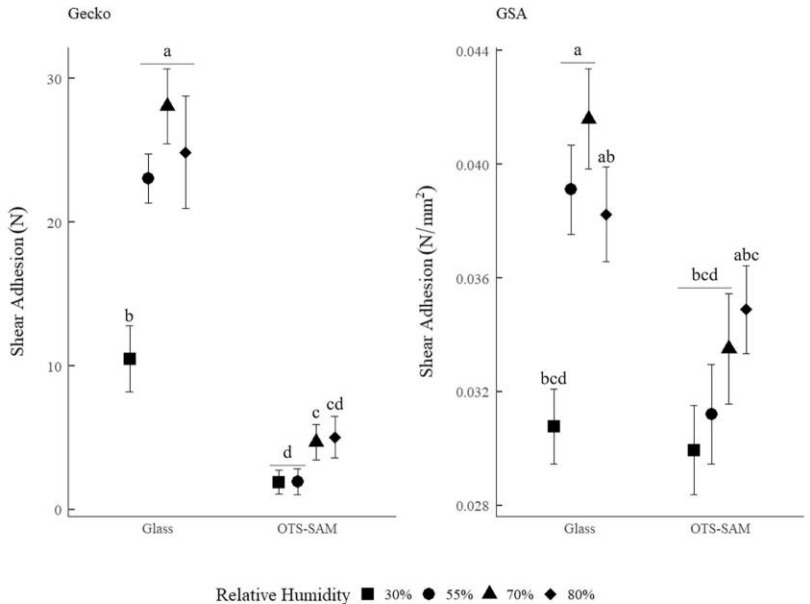 Gecko
Shear Adhesion (N)
30
20
10
0
a
b
d
c
cd
Glass
OTS-SAM
GSA
Shear Adhesion (N/mm²)
0.044
0.040
0.036
0.032
0.028
a
ab
bcd
bcd
abc
Glass
OTS-SAM
Relative Humidity 30% 55% 70% 80%